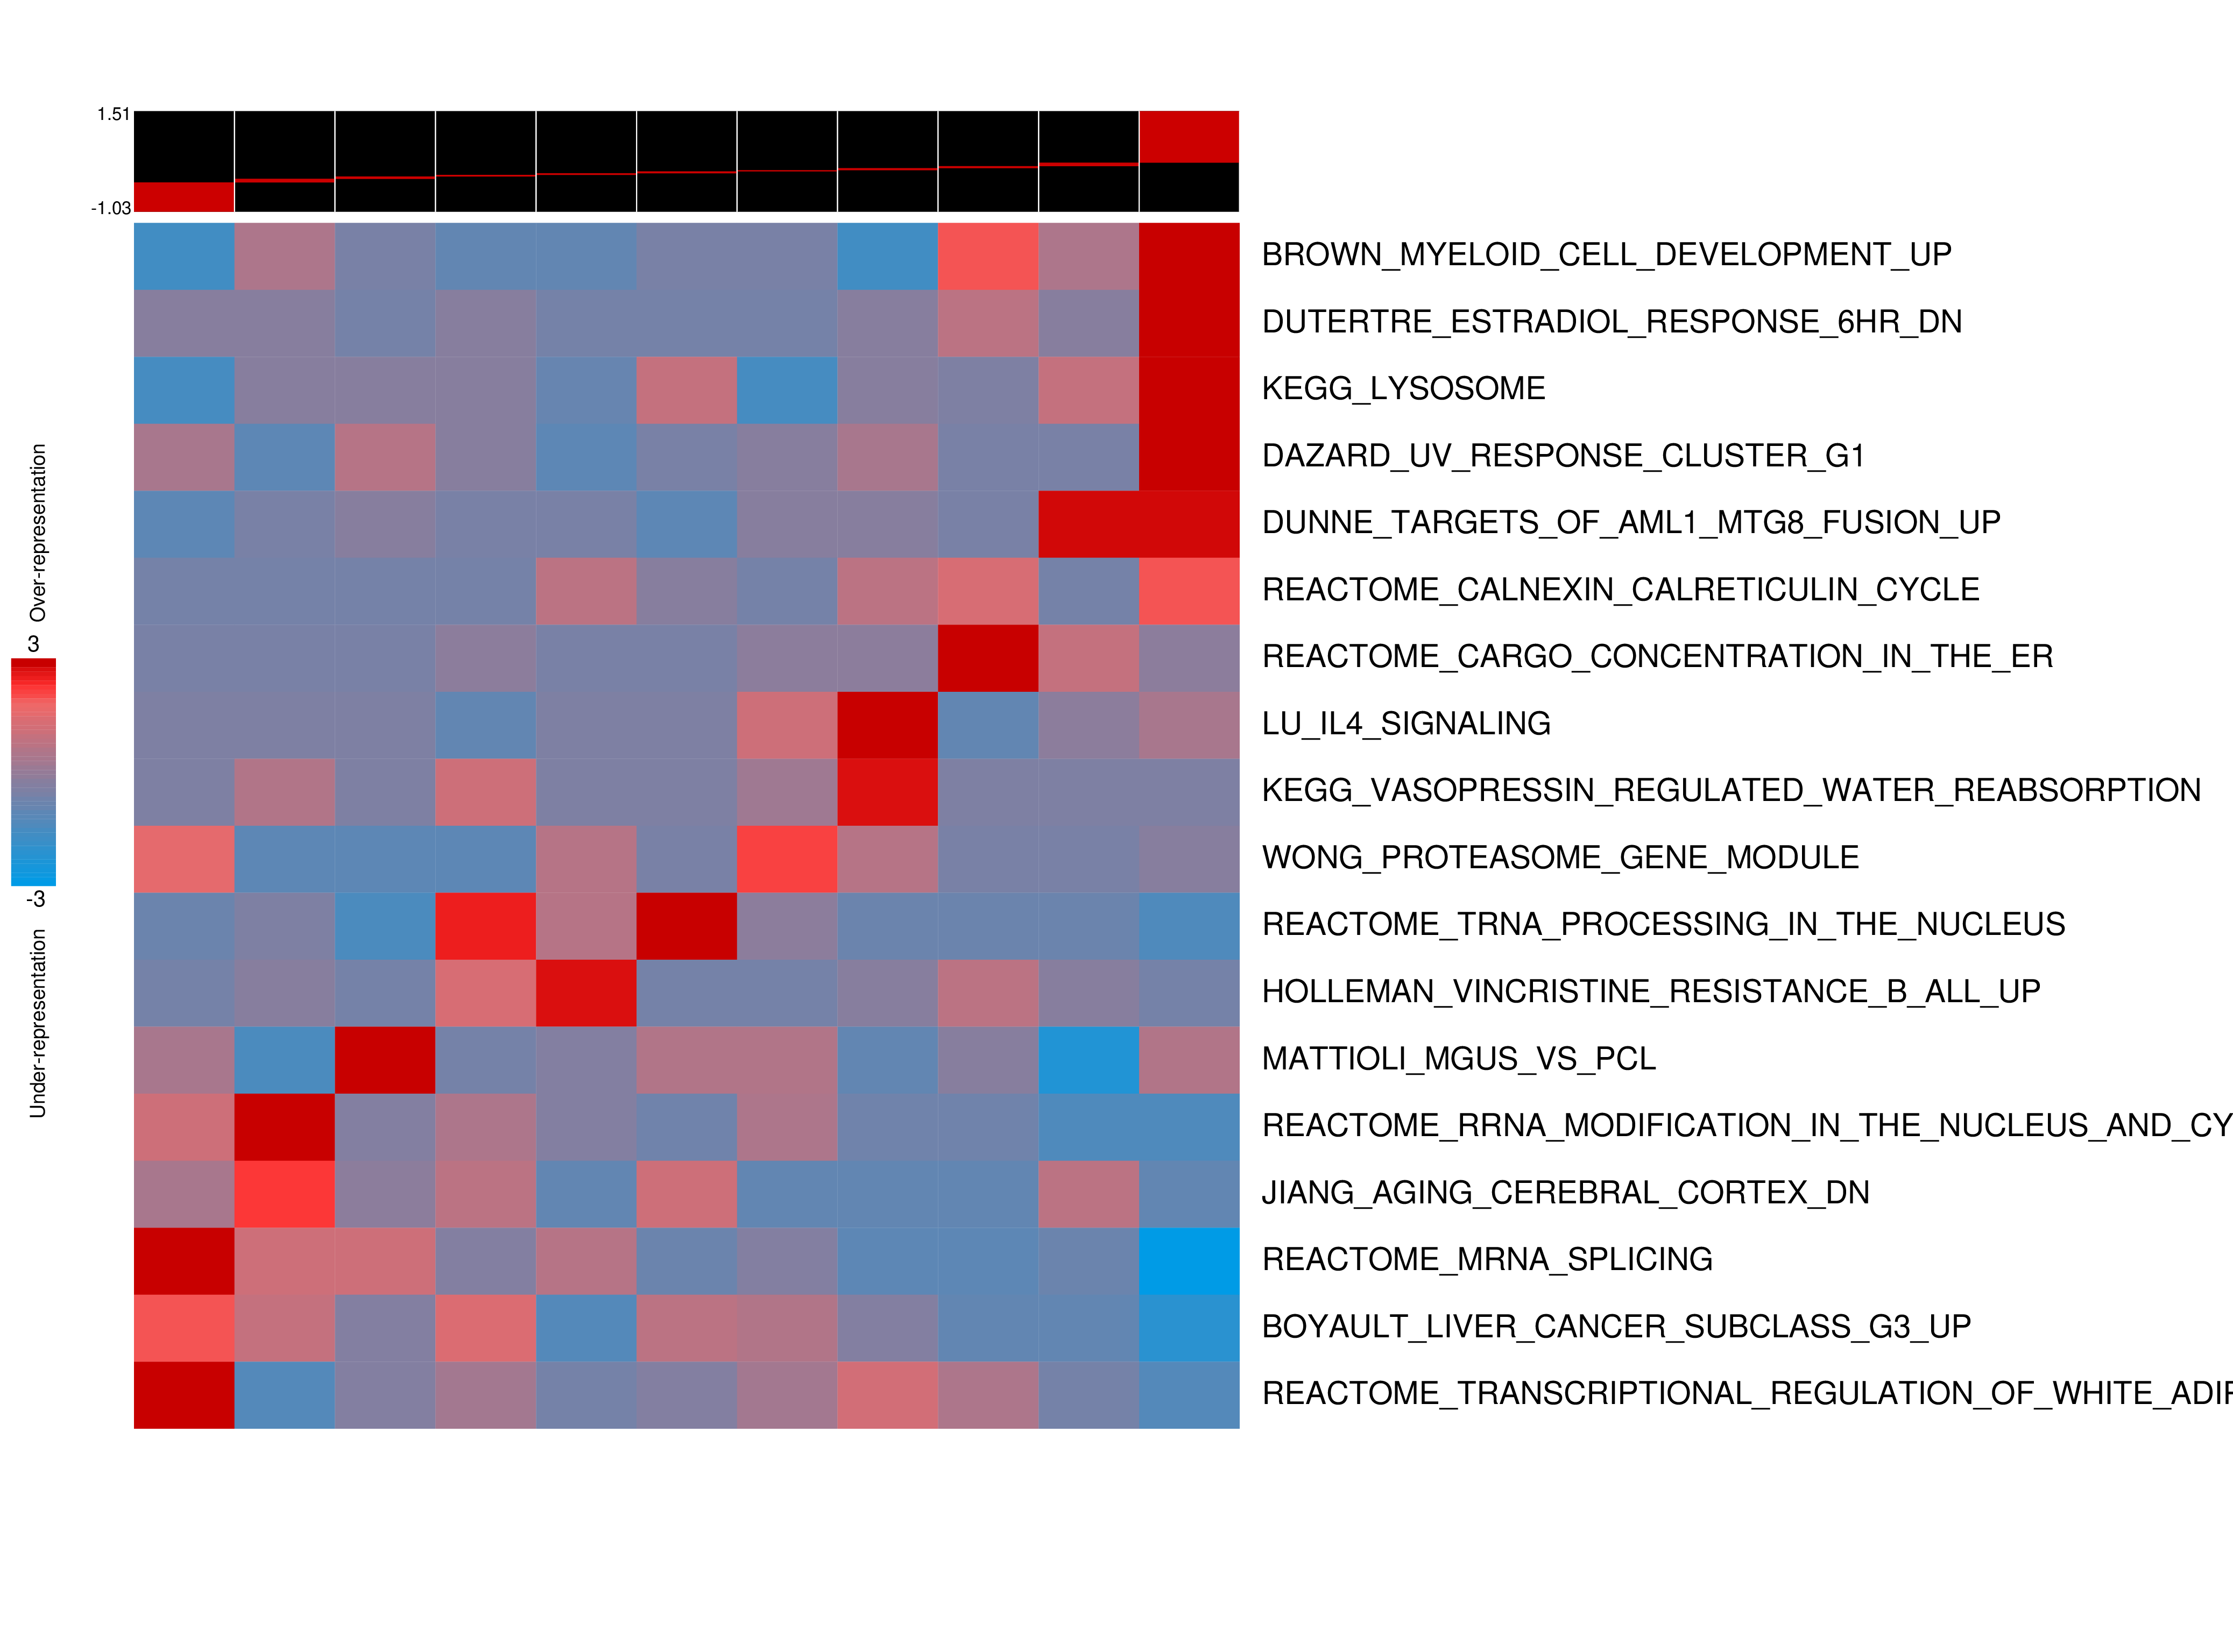 1.51
-1.03
BROWN_MYELOID_CELL_DEVELOPMENT_UP
DUTERTRE_ESTRADIOL_RESPONSE_6HR_DN
KEGG_LYSOSOME
DAZARD_UV_RESPONSE_CLUSTER_G1
DUNNE_TARGETS_OF_AML1_MTG8_FUSION_UP
REACTOME_CALNEXIN_CALRETICULIN_CYCLE
REACTOME_CARGO_CONCENTRATION_IN_THE_ER
LU_IL4_SIGNALING
KEGG_VASOPRESSIN_REGULATED_WATER_REABSORPTION
WONG_PROTEASOME_GENE_MODULE
REACTOME_TRNA_PROCESSING_IN_THE_NUCLEUS
HOLLEMAN_VINCRISTINE_RESISTANCE_B_ALL_UP
MATTIOLI_MGUS_VS_PCL
REACTOME_RRNA_MODIFICATION_IN_THE_NUCLEUS_AND_CY
JIANG_AGING_CEREBRAL_CORTEX_DN
REACTOME_MRNA_SPLICING
BOYAULT_LIVER_CANCER_SUBCLASS_G3_UP
REACTOME_TRANSCRIPTIONAL_REGULATION_OF_WHITE_ADIP
Over-representation
3
-3
Under-representation